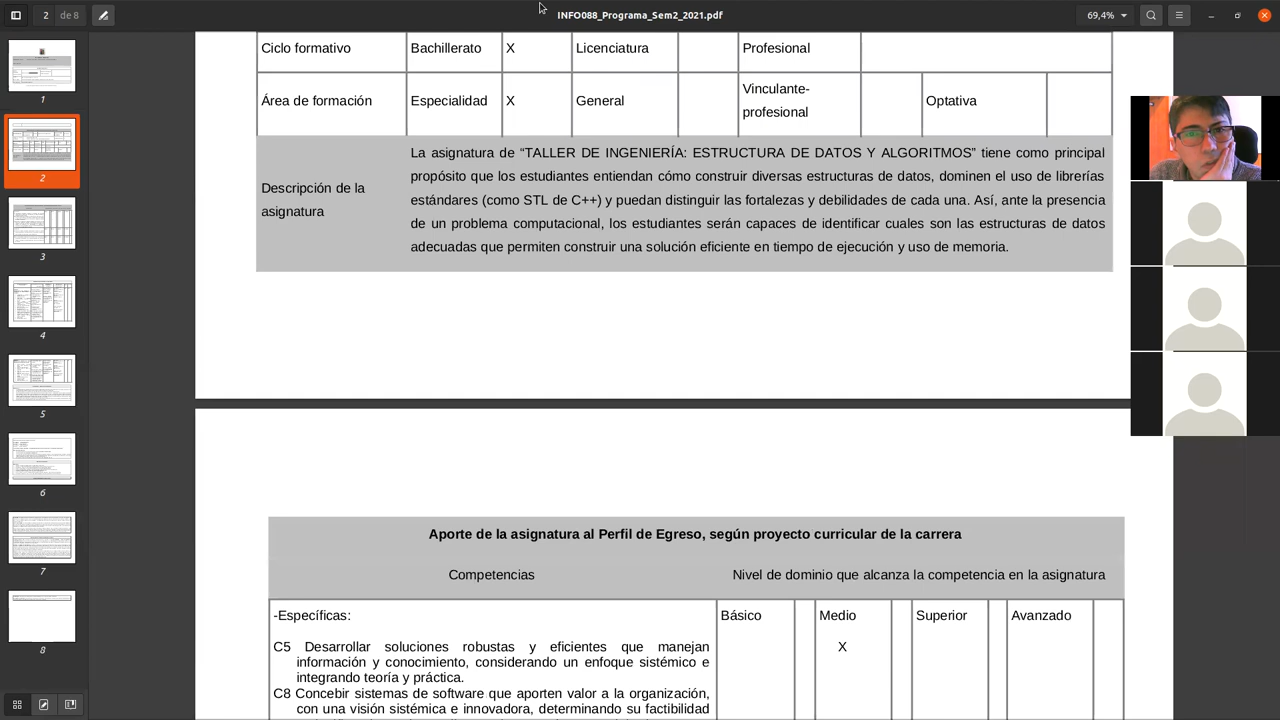 2 de 8
INFO088_Programa_Sem2_2021.pdf
69,4%
1
2
3
4
5
6
7
8
Ciclo formativo Bachillerato X Licenciatura Profesional
Área de formación Especialidad X General Vinculante-
profesional Optativa
Descripción de la
asignatura
La asignatura de “TALLER DE INGENIERÍA: ESTRUCTURA DE DATOS Y ALGORITMOS” tiene como principal
propósito que los estudiantes entiendan cómo construir diversas estructuras de datos, dominen el uso de librerías
estándares (como STL de C++) y puedan distinguir las fortalezas y debilidades de cada una. Así, ante la presencia
de un problema computacional, los estudiantes serán capaces de identificar cuales son las estructuras de datos
adecuadas que permiten construir una solución eficiente en tiempo de ejecución y uso de memoria.
Aporte de la asignatura al Perfil de Egreso, según proyecto curricular de la carrera
Competencias Nivel de dominio que alcanza la competencia en la asignatura
-Específicas: Básico Medio Superior Avanzado
C5 Desarrollar soluciones robustas y eficientes que manejan X
información y conocimiento, considerando un enfoque sistémico e
integrando teoría y práctica.
C8 Concebir sistemas de software que aporten valor a la organización,
con una visión sistémica e innovadora, determinando su factibilidad